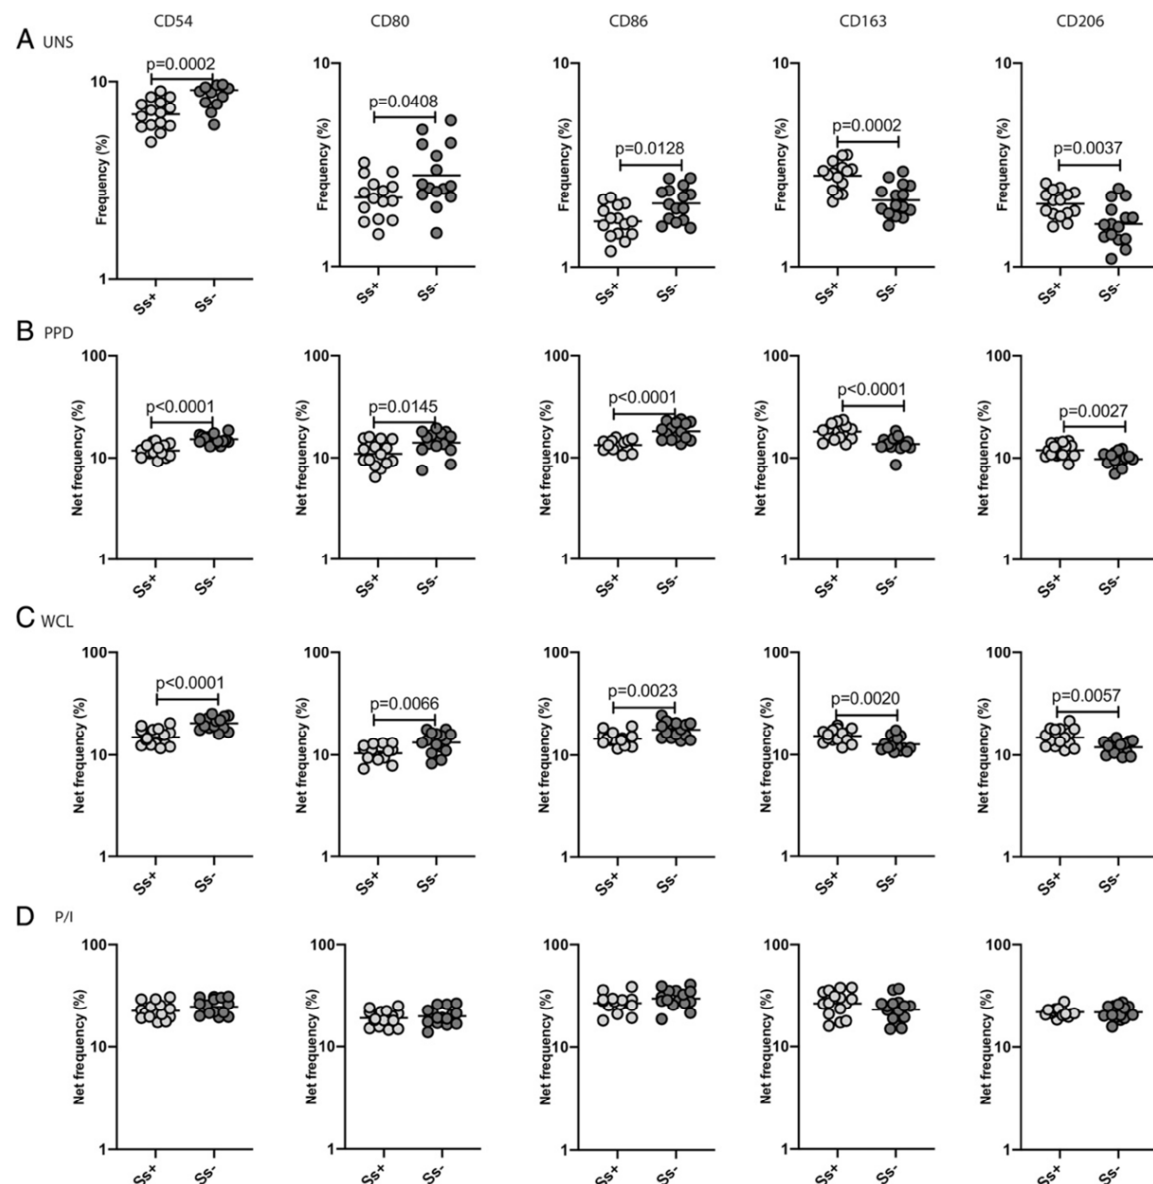 CD54 CD80 CD86 CD163 CD206
A UNS
10 10 10 10 10
p=0.0002 p=0.0408 p=0.0128 p=0.0002 p=0.0037
Frequency (%) Frequency (%) Frequency (%) Frequency (%) Frequency (%)
1 1 1 1 1
Ss+ Ss- Ss+ Ss- Ss+ Ss- Ss+ Ss- Ss+ Ss-
B PPD
100 100 100 100 100
p<0.0001 p=0.0145 p<0.0001 p<0.0001 p=0.0027
10 10 10 10 10
Net frequency (%) Net frequency (%) Net frequency (%) Net frequency (%) Net frequency (%)
1 1 1 1 1
Ss+ Ss- Ss+ Ss- Ss+ Ss- Ss+ Ss- Ss+ Ss-
C WCL
100 100 100 100 100
p<0.0001 p=0.0066 p=0.0023 p=0.0020 p=0.0057
10 10 10 10 10
Net frequency (%) Net frequency (%) Net frequency (%) Net frequency (%) Net frequency (%)
1 1 1 1 1
Ss+ Ss- Ss+ Ss- Ss+ Ss- Ss+ Ss- Ss+ Ss-
D P/I
100 100 100 100 100
10 10 10 10 10
Net frequency (%) Net frequency (%) Net frequency (%) Net frequency (%) Net frequency (%)
1 1 1 1 1
Ss+ Ss- Ss+ Ss- Ss+ Ss- Ss+ Ss- Ss+ Ss-